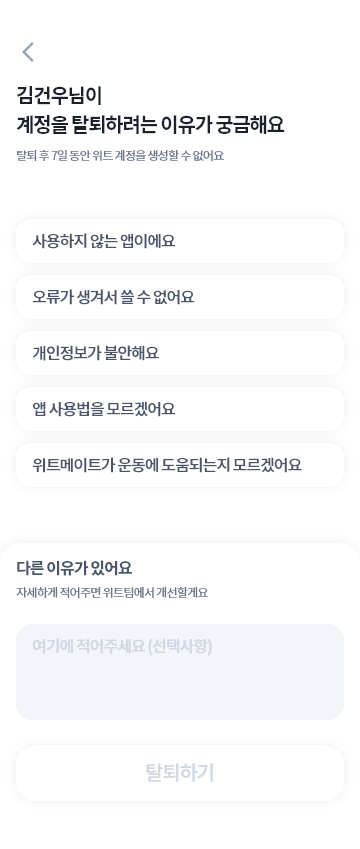 김건우님이
계정을 탈퇴하려는 이유가 궁금해요
탈퇴 후 7일 동안 위트 계정을 생성할 수 없어요
사용하지 않는 앱이에요
오류가 생겨서 쓸 수 없어요
개인정보가 불안해요
앱 사용법을 모르겠어요
위트메이트가 운동에 도움되는지 모르겠어요
다른 이유가 있어요
자세하게 적어주면 위트팀에서 개선할게요
여기에 적어주세요 (선택사항)
탈퇴하기